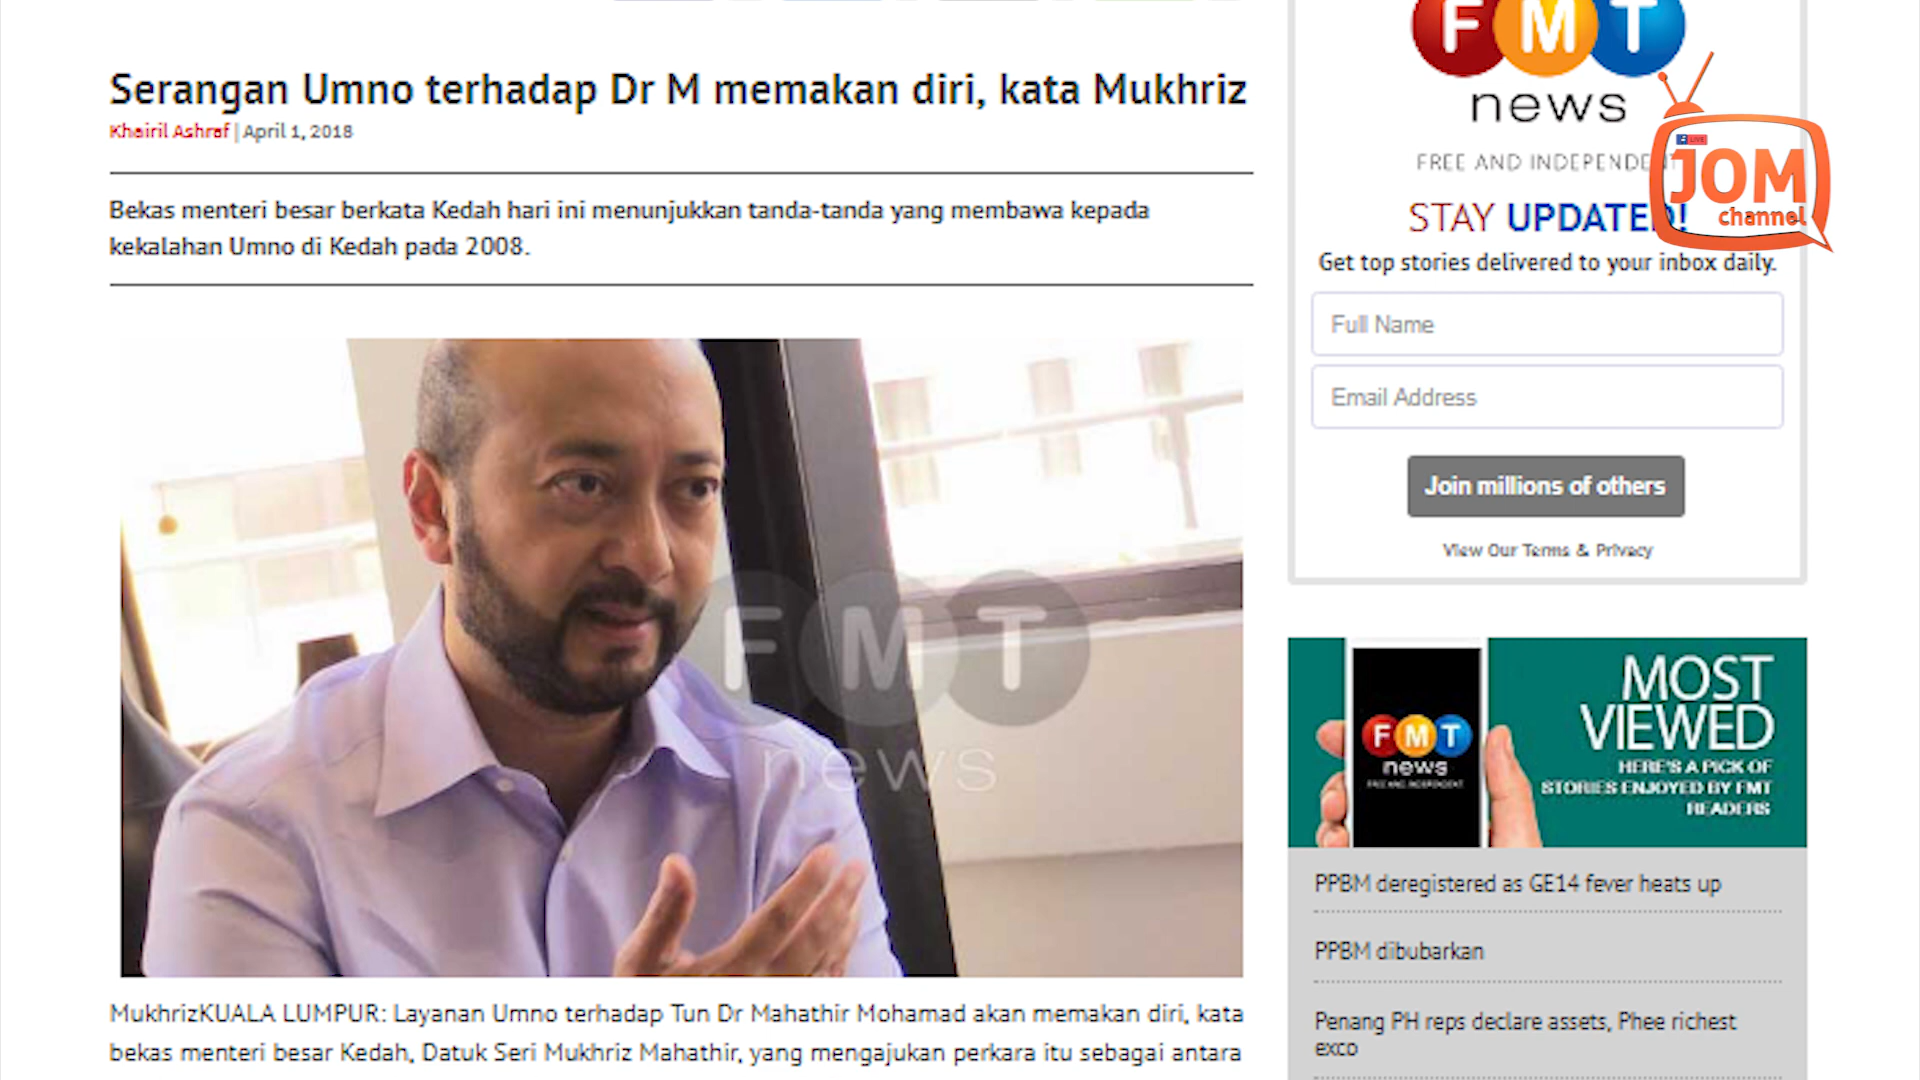 Serangan Umno terhadap Dr M memakan diri, kata Mukhriz
Khairil Ashraf | April 1, 2018
Bekas menteri besar berkata Kedah hari ini menunjukkan tanda-tanda yang membawa kepada
kekalahan Umno di Kedah pada 2008.
FMT
news
MukhrizKUALA LUMPUR: Layanan Umno terhadap Tun Dr Mahathir Mohamad akan memakan diri, kata
bekas menteri besar Kedah, Datuk Seri Mukhriz Mahathir, yang mengajukan perkara itu sebagai antara
FMT
news
FREE AND INDEPENDENT
LIVE
JOM
channel
STAY UPDATED!
Get top stories delivered to your inbox daily.
Full Name
Email Address
Join millions of others
View Our Terms & Privacy
FMT
news
FREE AND INDEPENDENT
MOST
VIEWED
HERE'S A PICK OF
STORIES ENJOYED BY FMT
READERS
PPBM deregistered as GE14 fever heats up
PPBM dibubarkan
Penang PH reps declare assets, Phee richest
exco